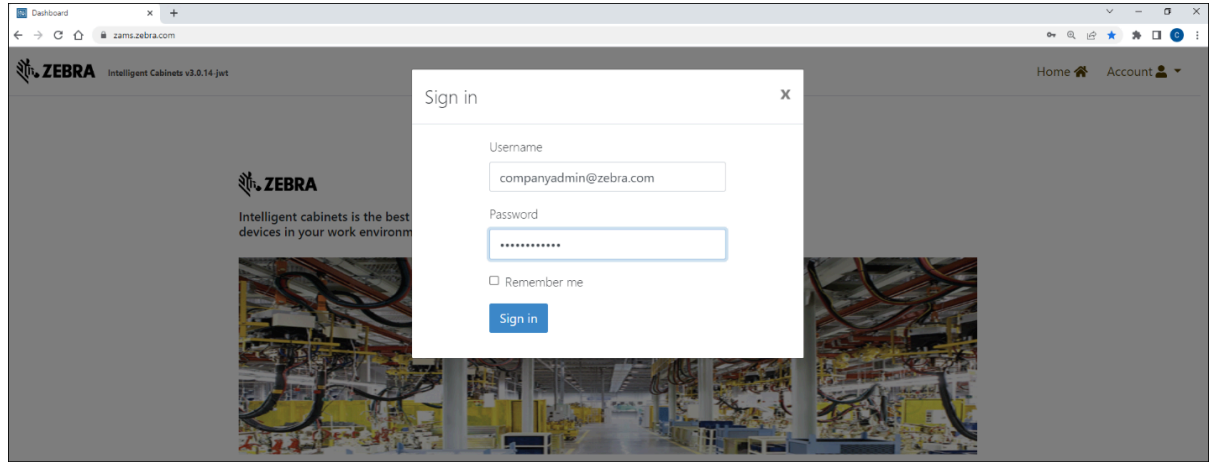 Dashboard
zams.zebra.com
ZEBRA Intelligent Cabinets v3.0.14-jwt
Home Account
Sign in x
Username
companyadmin@zebra.com
Password
••••••••••••
Remember me
Sign in
ZEBRA
Intelligent cabinets is the best
devices in your work environm